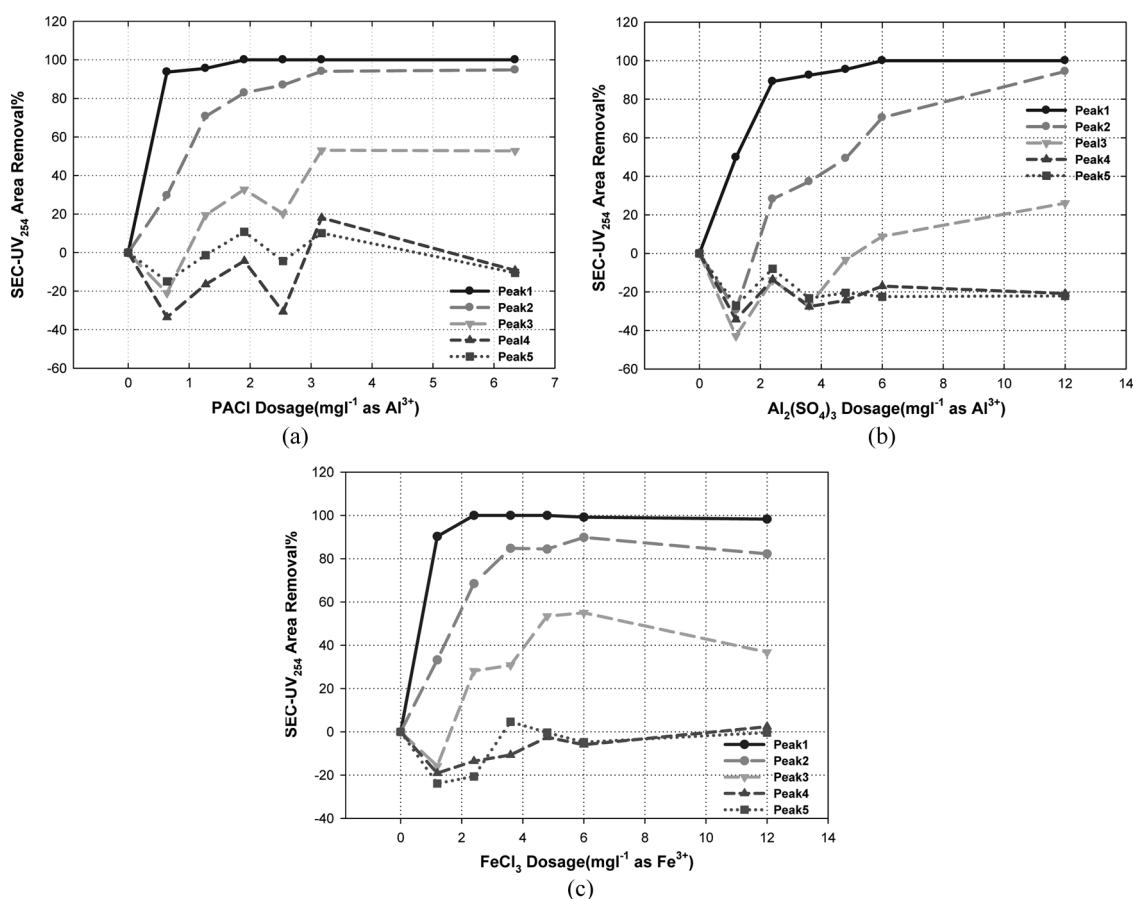 120
100
80
60
40
20
0
-20
-40
-60
SEC-UV254 Area Removal%
0 1 2 3 4 5 6 7
PACl Dosage(mgl-1 as Al3+)
Peak1
Peak2
Peak3
Peal4
Peak5
(a)
120
100
80
60
40
20
0
-20
-40
-60
SEC-UV254 Area Removal%
0 2 4 6 8 10 12 14
Al2(SO4)3 Dosage(mgl-1 as Al3+)
Peak1
Peak2
Peal3
Peak4
Peak5
(b)
120
100
80
60
40
20
0
-20
-40
SEC-UV254 Area Removal%
0 2 4 6 8 10 12 14
FeCl3 Dosage(mgl-1 as Fe3+)
Peak1
Peak2
Peak3
Peak4
Peak5
(c)